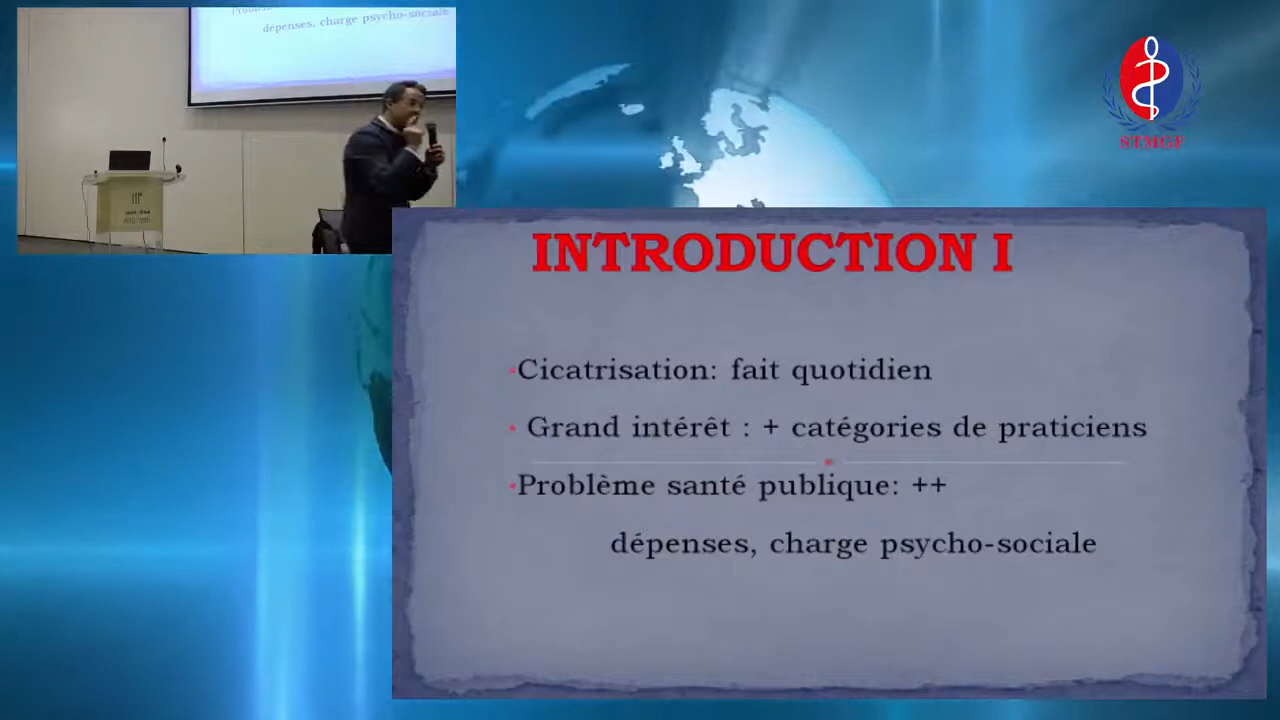 dépenses, charge psycho-sociale
STMGF
INTRODUCTION I
•Cicatrisation: fait quotidien
• Grand intérêt : + catégories de praticiens
•Problème santé publique: ++
dépenses, charge psycho-sociale